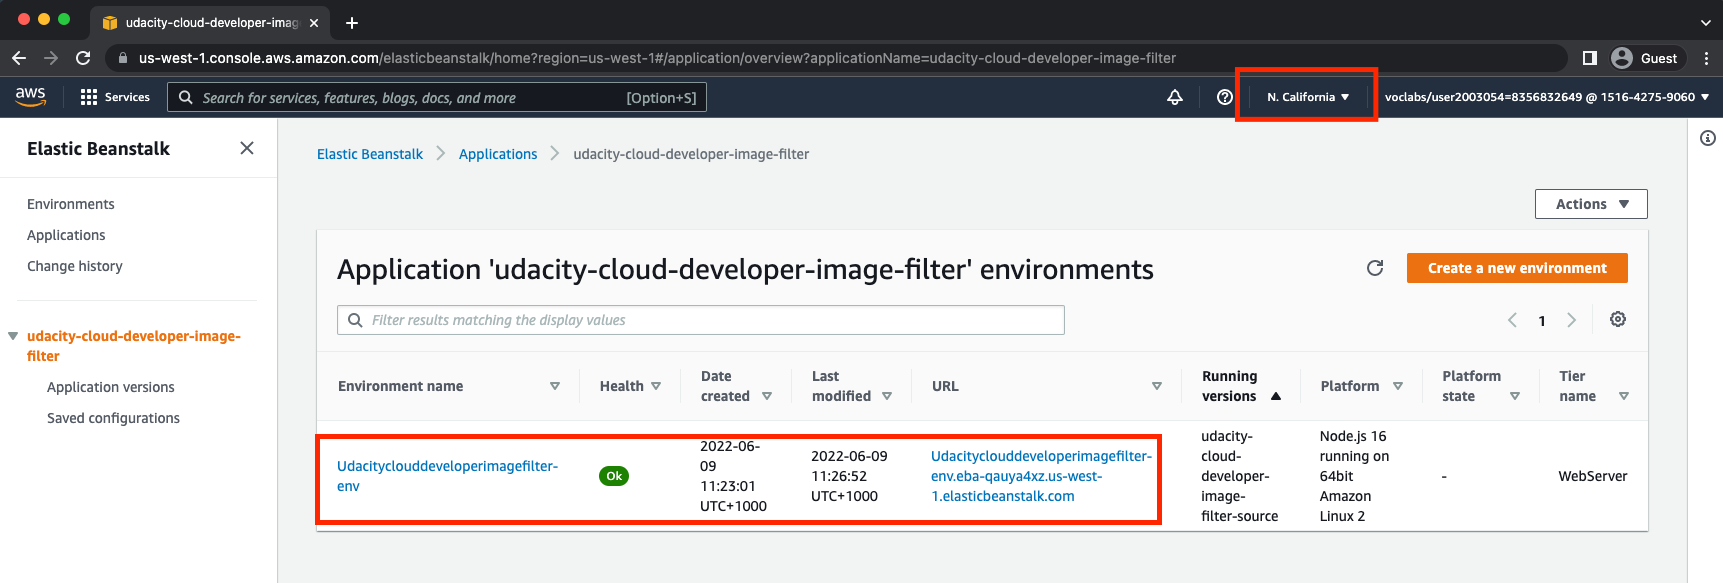 udacity-cloud-developer-imag
us-west-1.console.aws.amazon.com/elasticbeanstalk/home?region=us-west-1#/application/overview?applicationName=udacity-cloud-developer-image-filter
Guest
aws
Services
Search for services, features, blogs, docs, and more
[Option+S]
N. California
voclabs/user2003054=8356832649 @ 1516-4275-9060
Elastic Beanstalk
Environments
Applications
Change history
udacity-cloud-developer-image-
filter
Application versions
Saved configurations
Elastic Beanstalk
Applications
udacity-cloud-developer-image-filter
Actions
Application 'udacity-cloud-developer-image-filter' environments
Create a new environment
Filter results matching the display values
1
Environment name
Health
Date
created
Last
modified
URL
Running
versions
Platform
Platform
state
Tier
name
Udacityclouddeveloperimagefilter-
env
Ok
2022-06-
09
11:23:01
UTC+1000
2022-06-09
11:26:52
UTC+1000
Udacityclouddeveloperimagefilter-
env.eba-qauya4xz.us-west-
1.elasticbeanstalk.com
udacity-
cloud-
developer-
image-
filter-source
Node.js 16
running on
64bit
Amazon
Linux 2
-
WebServer